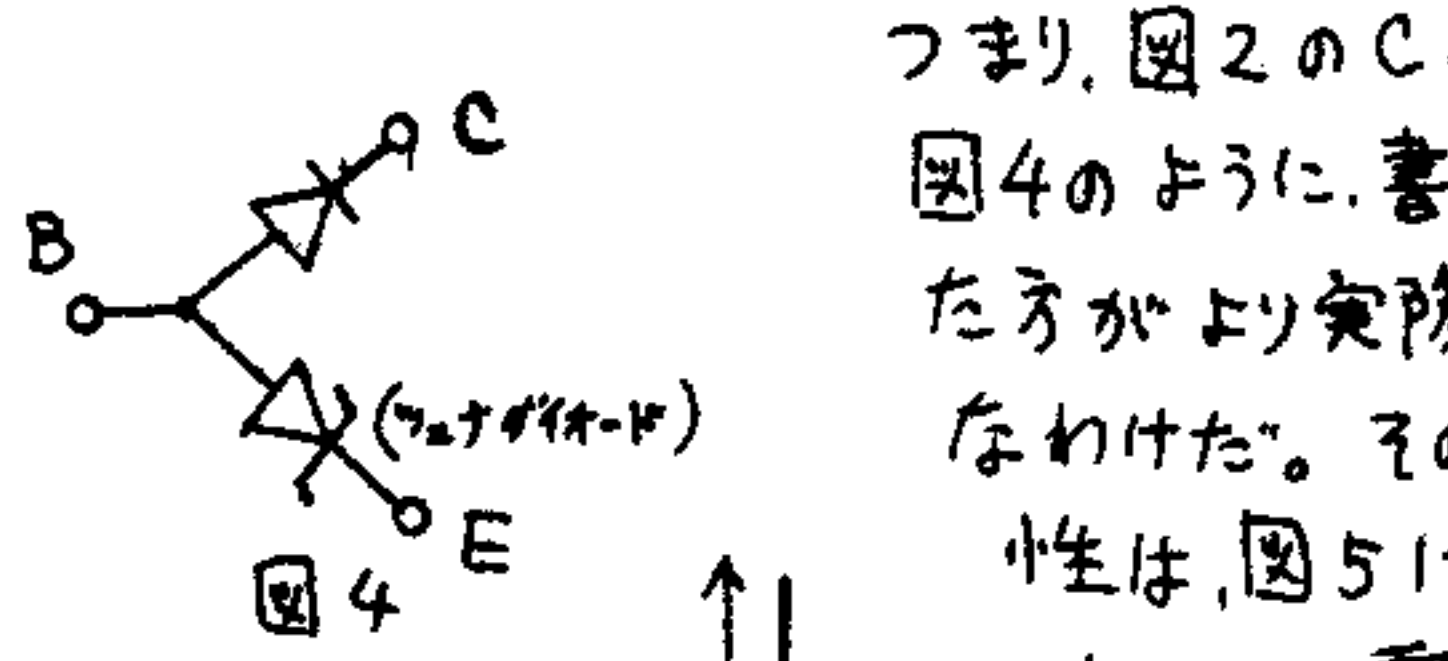 C
B
(ツェナダイオード)
E
図4
つまり、図2のC
図4のように、書
た方がより実際
なわけだ。その
性は、図5